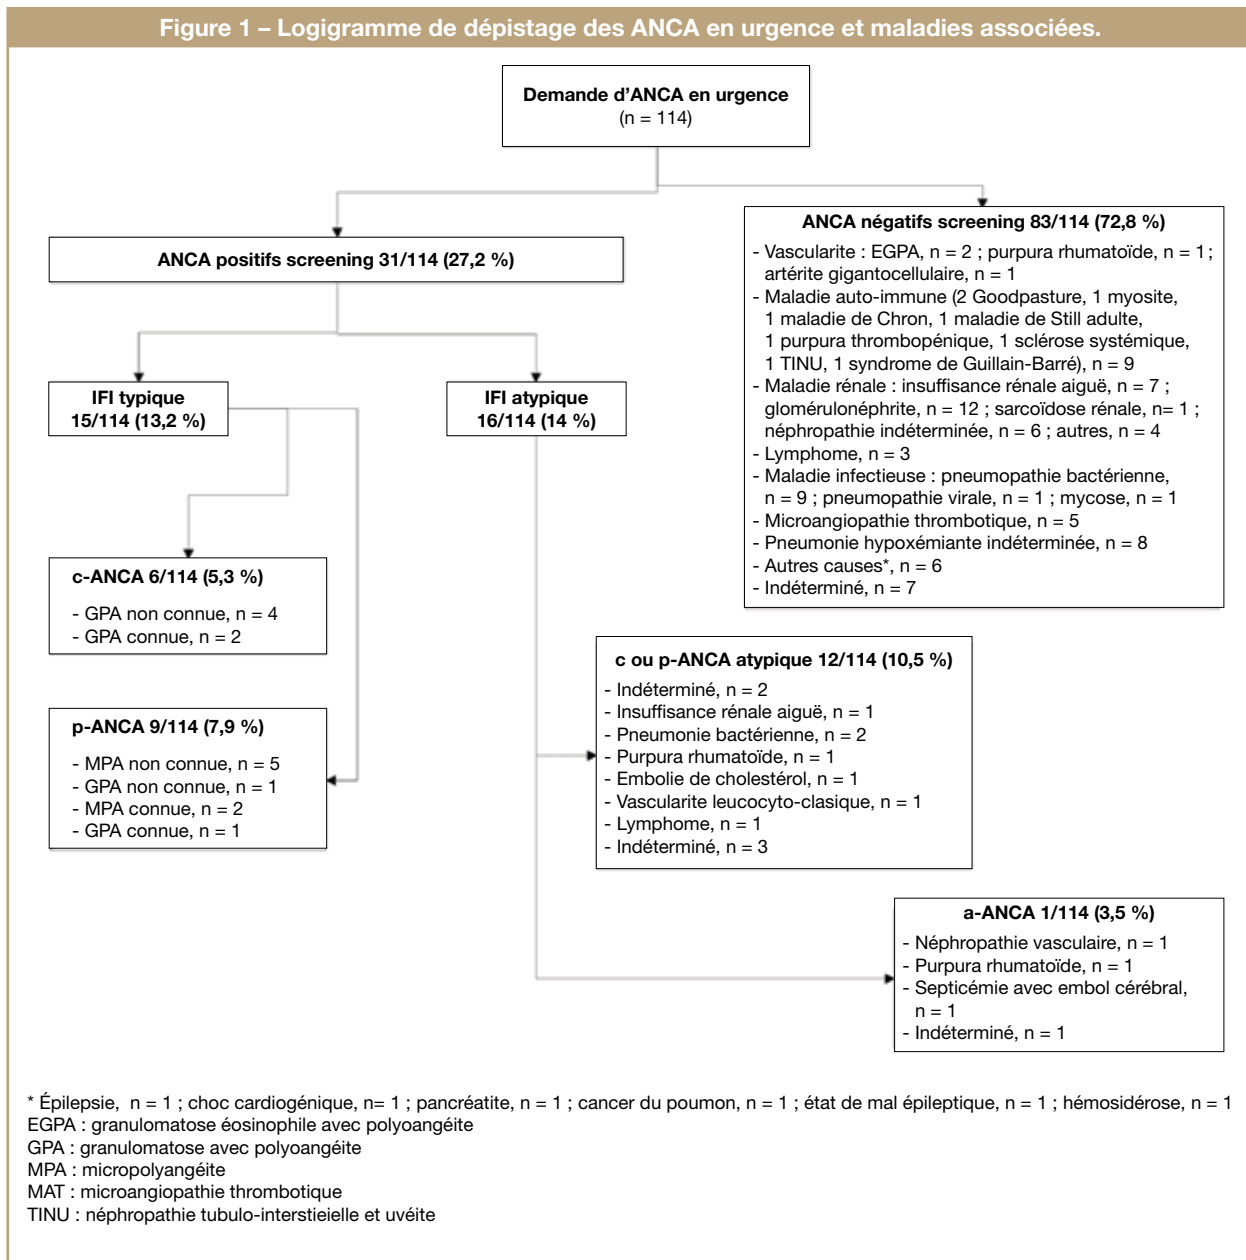 Figure 1 – Logigramme de dépistage des ANCA en urgence et maladies associées.
Demande d'ANCA en urgence
(n = 114)
ANCA positifs screening 31/114 (27,2 %)
ANCA négatifs screening 83/114 (72,8 %)
- Vascularite : EGPA, n = 2 ; purpura rhumatoïde, n = 1 ;
artérite gigantocellulaire, n = 1
- Maladie auto-immune (2 Goodpasture, 1 myosite,
1 maladie de Chron, 1 maladie de Still adulte,
1 purpura thrombopénique, 1 sclérose systémique,
1 TINU, 1 syndrome de Guillain-Barré), n = 9
- Maladie rénale : insuffisance rénale aiguë, n = 7 ;
glomérulonéphrite, n = 12 ; sarcoïdose rénale, n= 1 ;
néphropathie indéterminée, n = 6 ; autres, n = 4
- Lymphome, n = 3
- Maladie infectieuse : pneumopathie bactérienne,
n = 9 ; pneumopathie virale, n = 1 ; mycose, n = 1
- Microangiopathie thrombotique, n = 5
- Pneumonie hypoxémiante indéterminée, n = 8
- Autres causes*, n = 6
- Indéterminé, n = 7
IFI typique
15/114 (13,2 %)
IFI atypique
16/114 (14 %)
c-ANCA 6/114 (5,3 %)
- GPA non connue, n = 4
- GPA connue, n = 2
p-ANCA 9/114 (7,9 %)
- MPA non connue, n = 5
- GPA non connue, n = 1
- MPA connue, n = 2
- GPA connue, n = 1
c ou p-ANCA atypique 12/114 (10,5 %)
- Indéterminé, n = 2
- Insuffisance rénale aiguë, n = 1
- Pneumonie bactérienne, n = 2
- Purpura rhumatoïde, n = 1
- Embolie de cholestérol, n = 1
- Vascularite leucocyto-clasique, n = 1
- Lymphome, n = 1
- Indéterminé, n = 3
a-ANCA 1/114 (3,5 %)
- Néphropathie vasculaire, n = 1
- Purpura rhumatoïde, n = 1
- Septicémie avec embol cérébral,
n = 1
- Indéterminé, n = 1
* Épilepsie, n = 1 ; choc cardiogénique, n= 1 ; pancréatite, n = 1 ; cancer du poumon, n = 1 ; état de mal épileptique, n = 1 ; hémosidérose, n = 1
EGPA : granulomatose éosinophile avec polyoangéite
GPA : granulomatose avec polyoangéite
MPA : micropolyangéite
MAT : microangiopathie thrombotique
TINU : néphropathie tubulo-interstieielle et uvéite